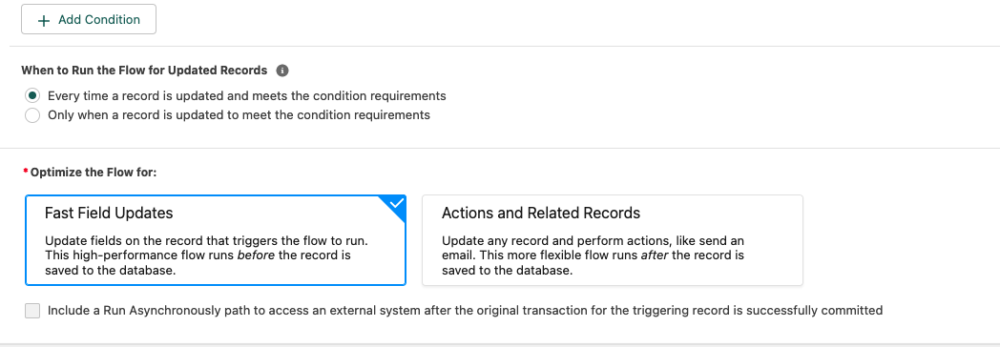 + Add Condition
When to Run the Flow for Updated Records i
Every time a record is updated and meets the condition requirements
Only when a record is updated to meet the condition requirements
* Optimize the Flow for:
Fast Field Updates
Update fields on the record that triggers the flow to run.
This high-performance flow runs before the record is
saved to the database.
Actions and Related Records
Update any record and perform actions, like send an
email. This more flexible flow runs after the record is
saved to the database.
Include a Run Asynchronously path to access an external system after the original transaction for the triggering record is successfully committed